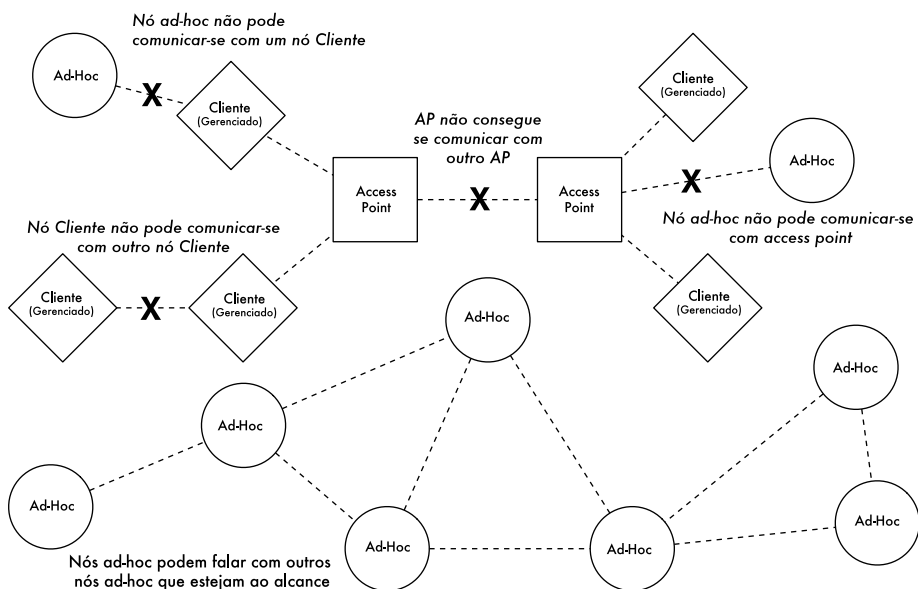 Nó ad-hoc não pode
comunicar-se com um nó Cliente
Ad-Hoc
X
Cliente
(Gerenciado)
Cliente
(Gerenciado)
AP não consegue
se comunicar com
outro AP
Access
Point
X
Access
Point
X
Ad-Hoc
Nó ad-hoc não pode comunicar-se
com access point
Nó Cliente não pode comunicar-se
com outro nó Cliente
Cliente
(Gerenciado)
X
Cliente
(Gerenciado)
Cliente
(Gerenciado)
Ad-Hoc
Ad-Hoc
Ad-Hoc
Ad-Hoc
Ad-Hoc
Ad-Hoc
Ad-Hoc
Nós ad-hoc podem falar com outros
nós ad-hoc que estejam ao alcance